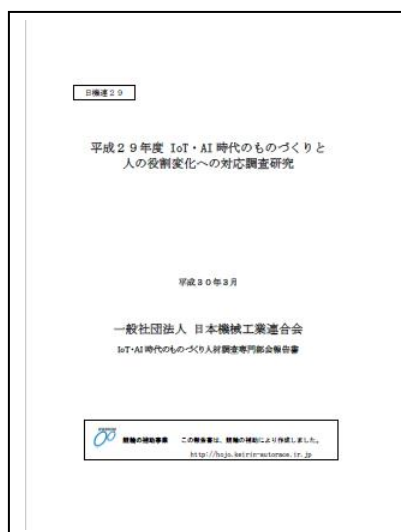 日機連29
平成29年度 IoT・AI 時代のものづくりと
人の役割変化への対応調査研究
平成30年3月
一般社団法人 日本機械工業連合会
IoT・AI 時代のものづくり人材調査専門部会報告書
競輪の補助事業 この報告書は、競輪の補助により作成しました。
http://hojo.keirin-autorace.or.jp